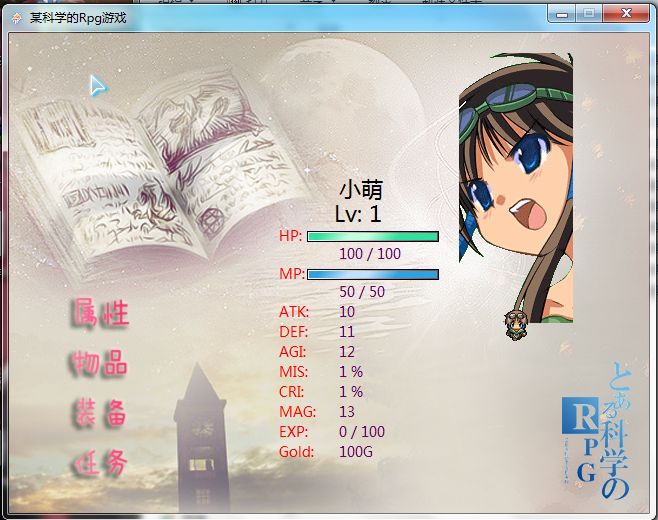 某科学的Rpg游戏
小萌
Lv: 1
HP:
100 / 100
MP:
50 / 50
ATK: 10
DEF: 11
AGI: 12
MIS: 1 %
CRI: 1 %
MAG: 13
EXP: 0 / 100
Gold: 100G
属性
物品
装备
任务
とある科学の
RPG